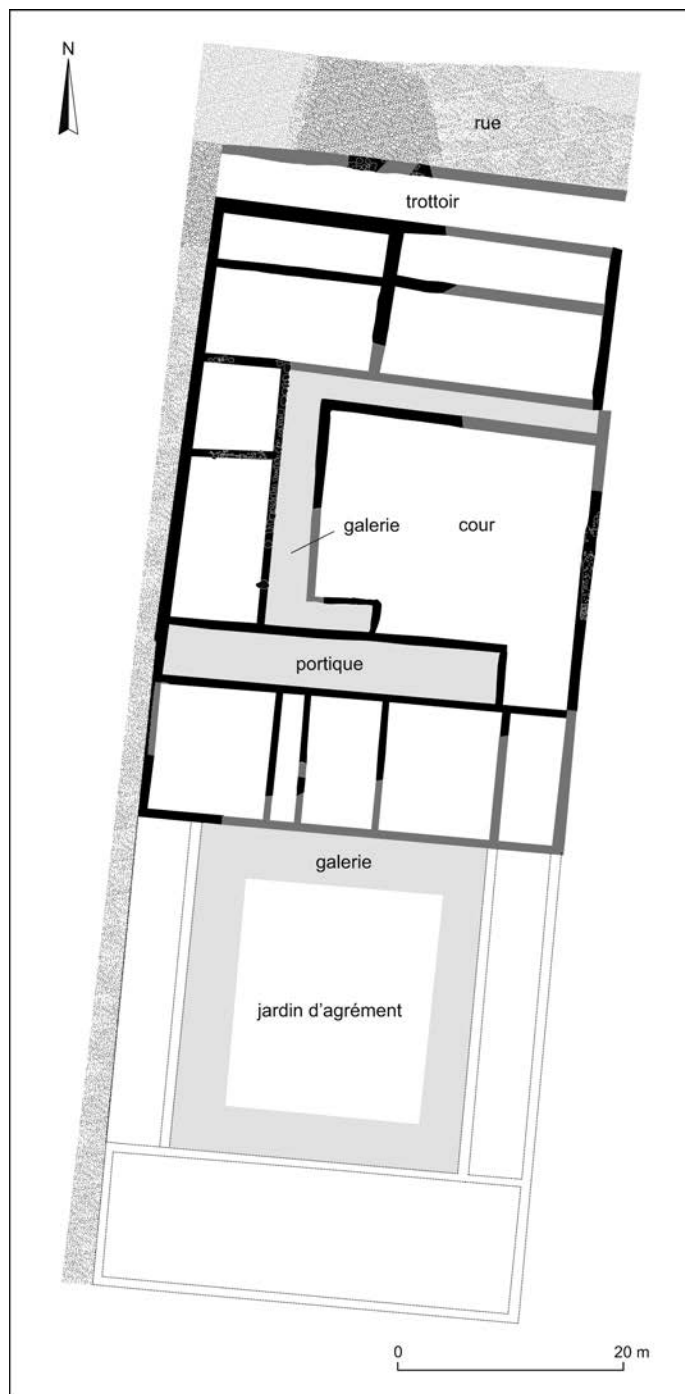 N
rue
trottoir
galerie
cour
portique
galerie
jardin d'agrément
0
20 m